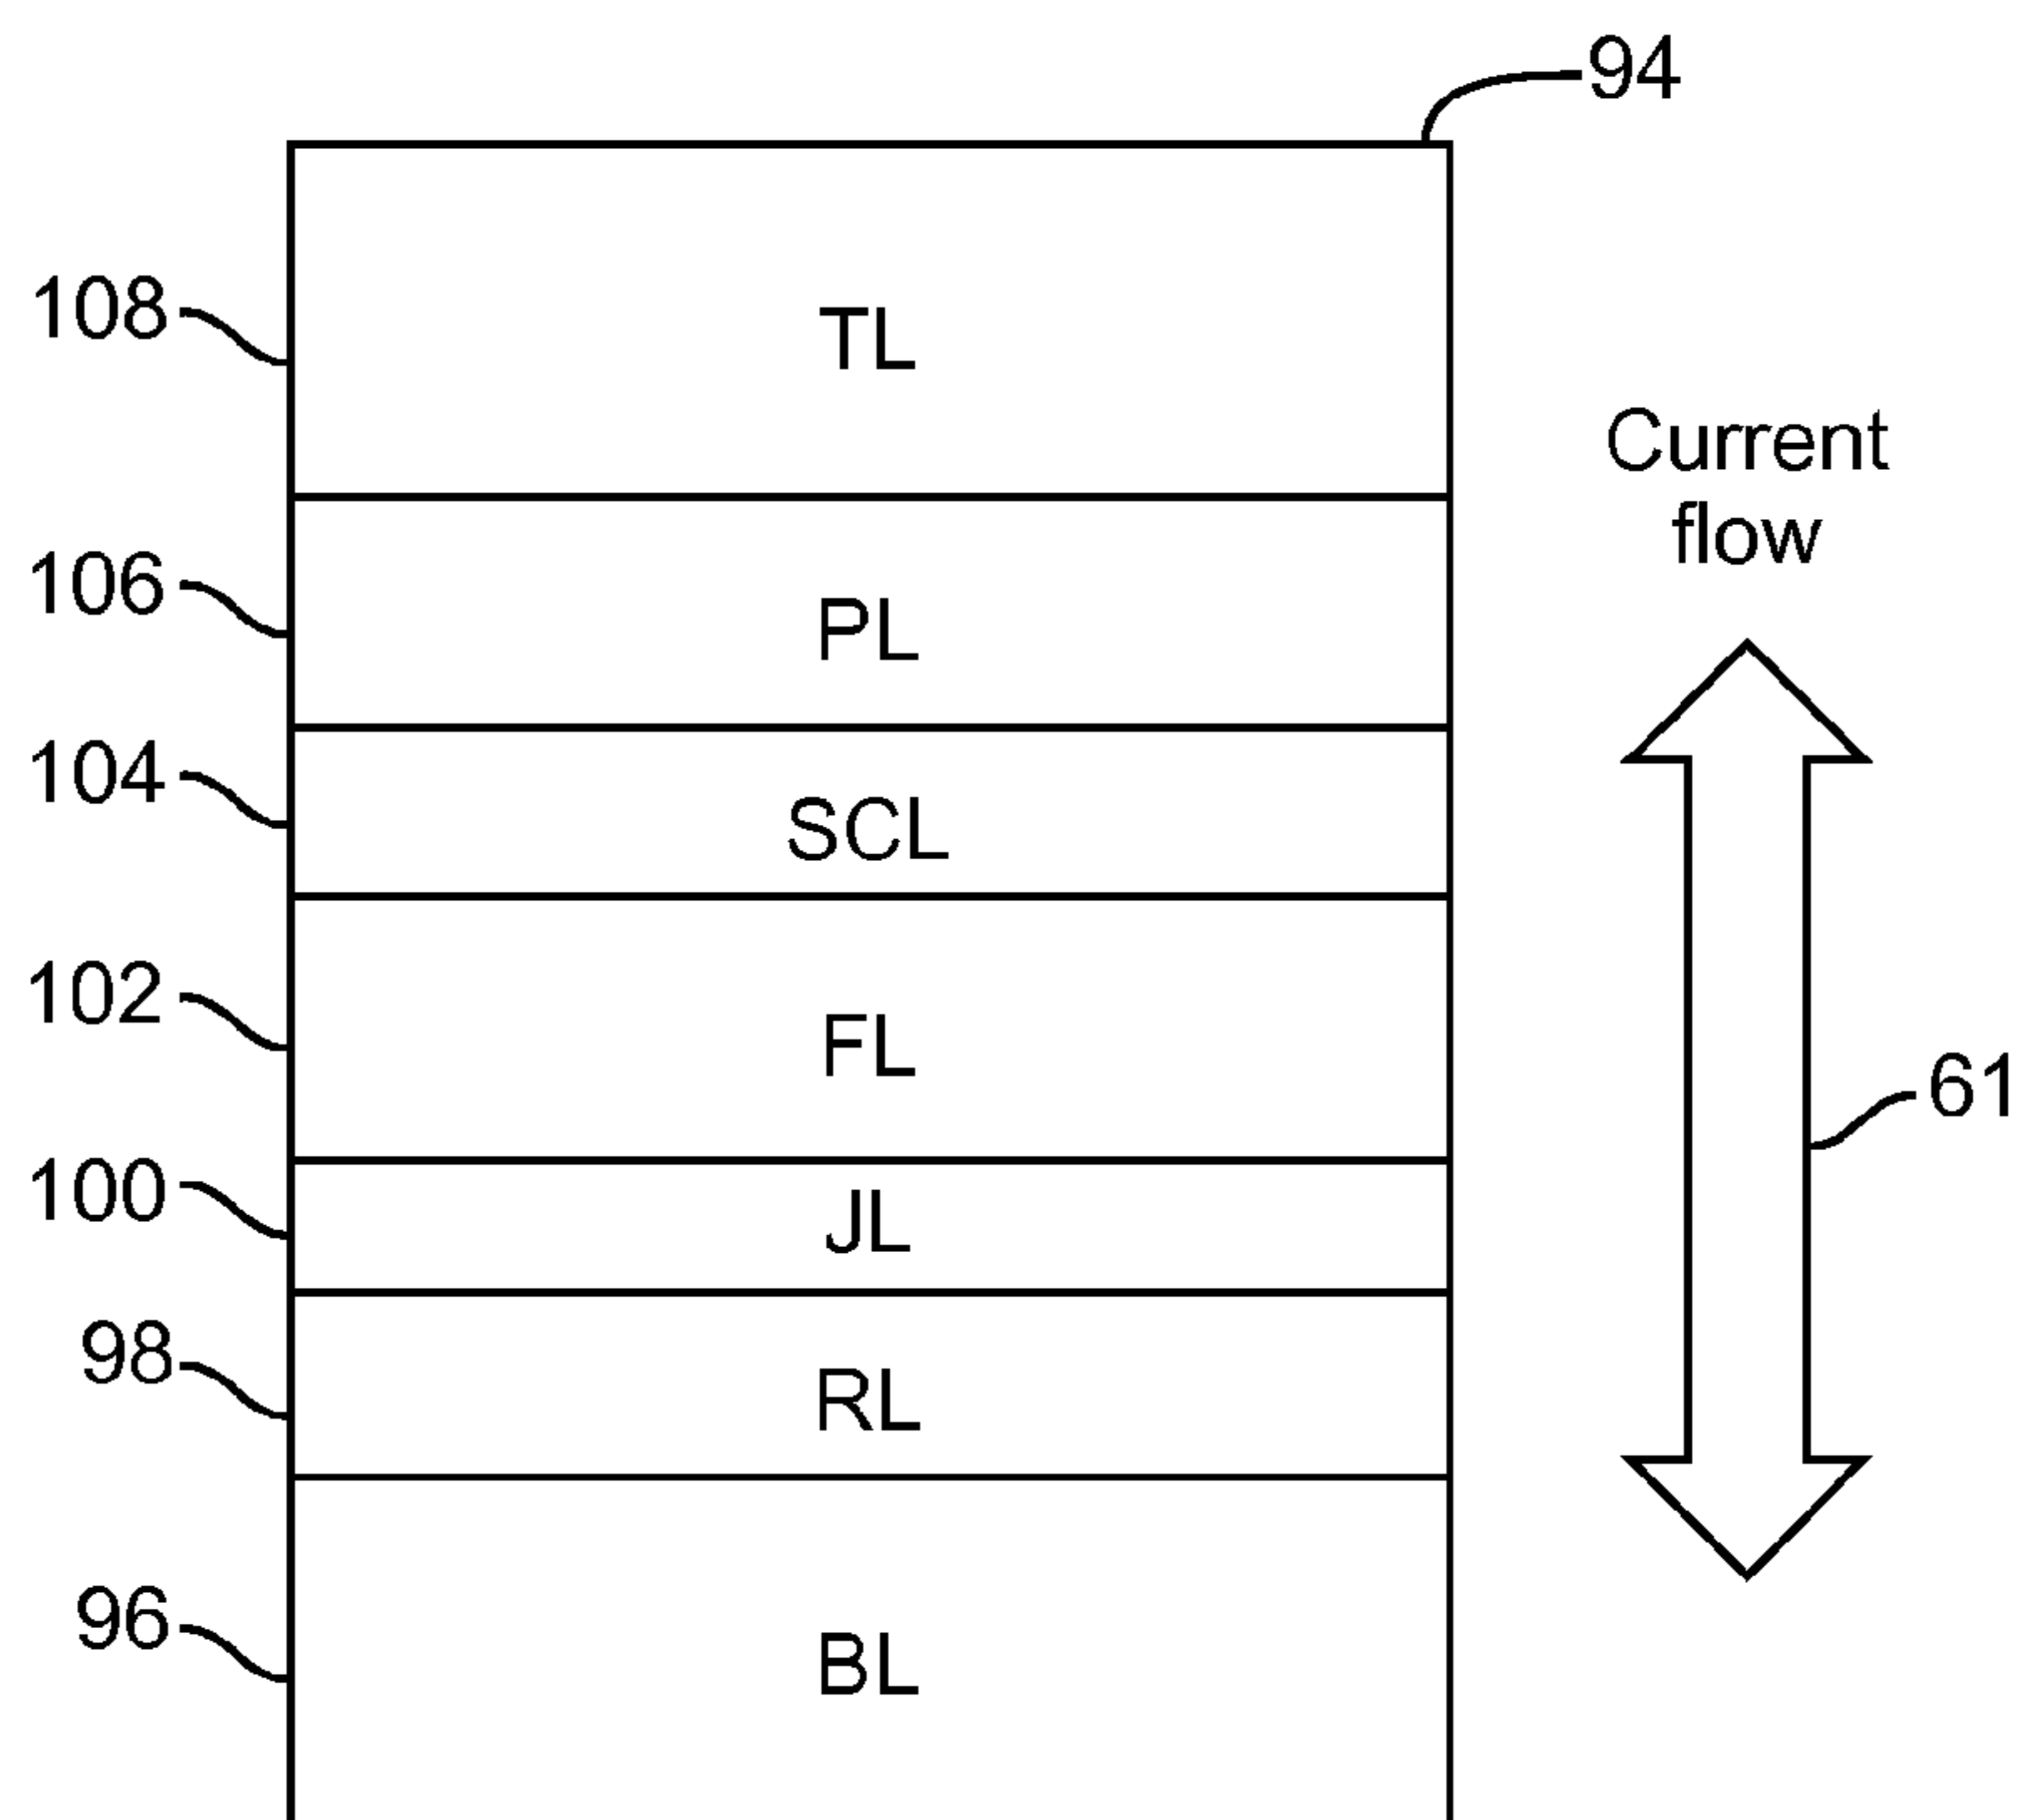 94
108
TL
Current
flow
106
PL
104
SCL
102
FL
61
100
JL
98
RL
96
BL